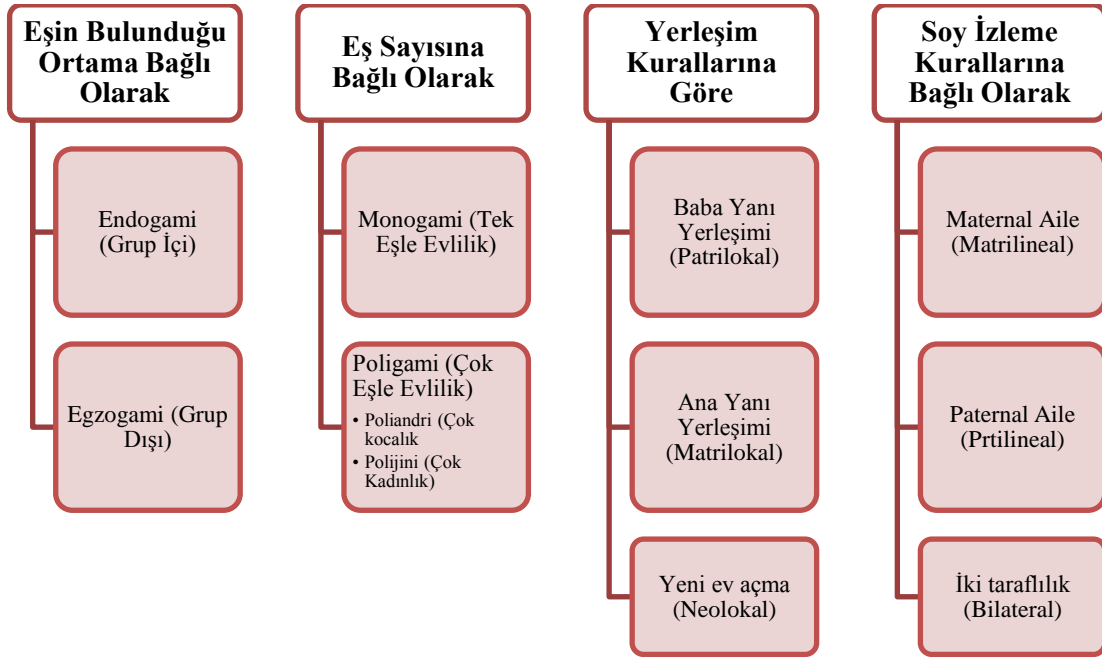 Eşin Bulunduğu
Ortama Bağlı
Olarak
Endogami
(Grup İçi)
Egzogami (Grup
Dışı)
Eş Sayısına
Bağlı Olarak
Monogami (Tek
Eşle Evlilik)
Poligami (Çok
Eşle Evlilik)
• Poliandri (Çok
kocalık
• Polijini (Çok
Kadınlık)
Yerleşim
Kurallarına
Göre
Baba Yanı
Yerleşimi
(Patrilokal)
Ana Yanı
Yerleşimi
(Matrilokal)
Yeni ev açma
(Neolokal)
Soy İzleme
Kurallarına
Bağlı Olarak
Maternal Aile
(Matrilineal)
Paternal Aile
(Prtilineal)
İki taraflılık
(Bilateral)